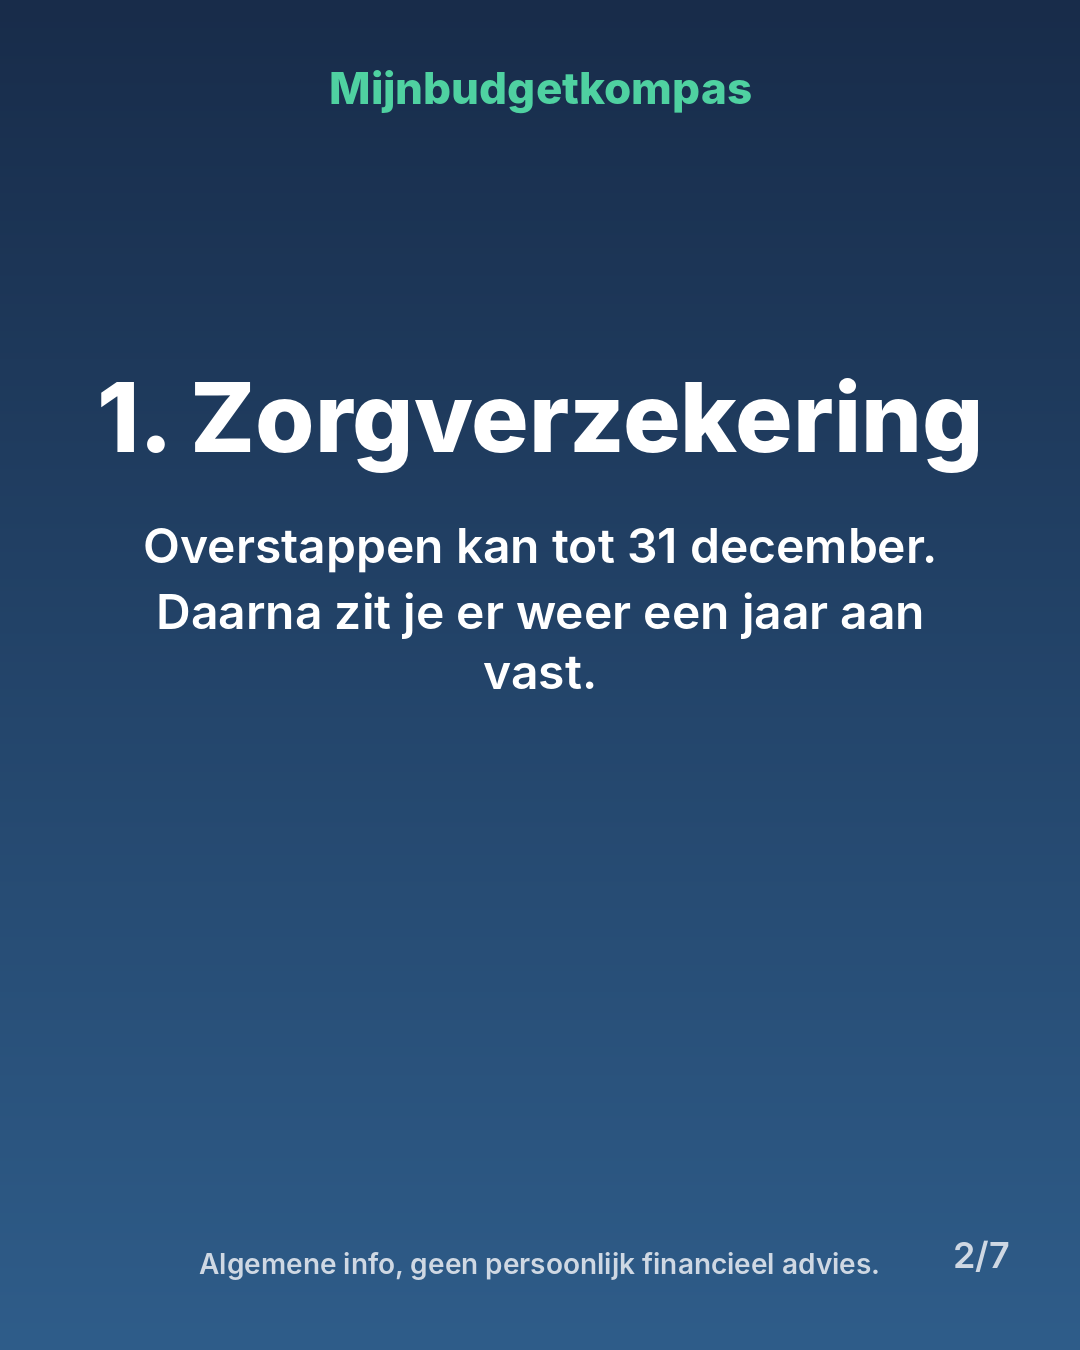 Mijnbudgetkompas
1. Zorgverzekering
Overstappen kan tot 31 december.
Daarna zit je er weer een jaar aan
vast.
Algemene info, geen persoonlijk financieel advies.
2/7